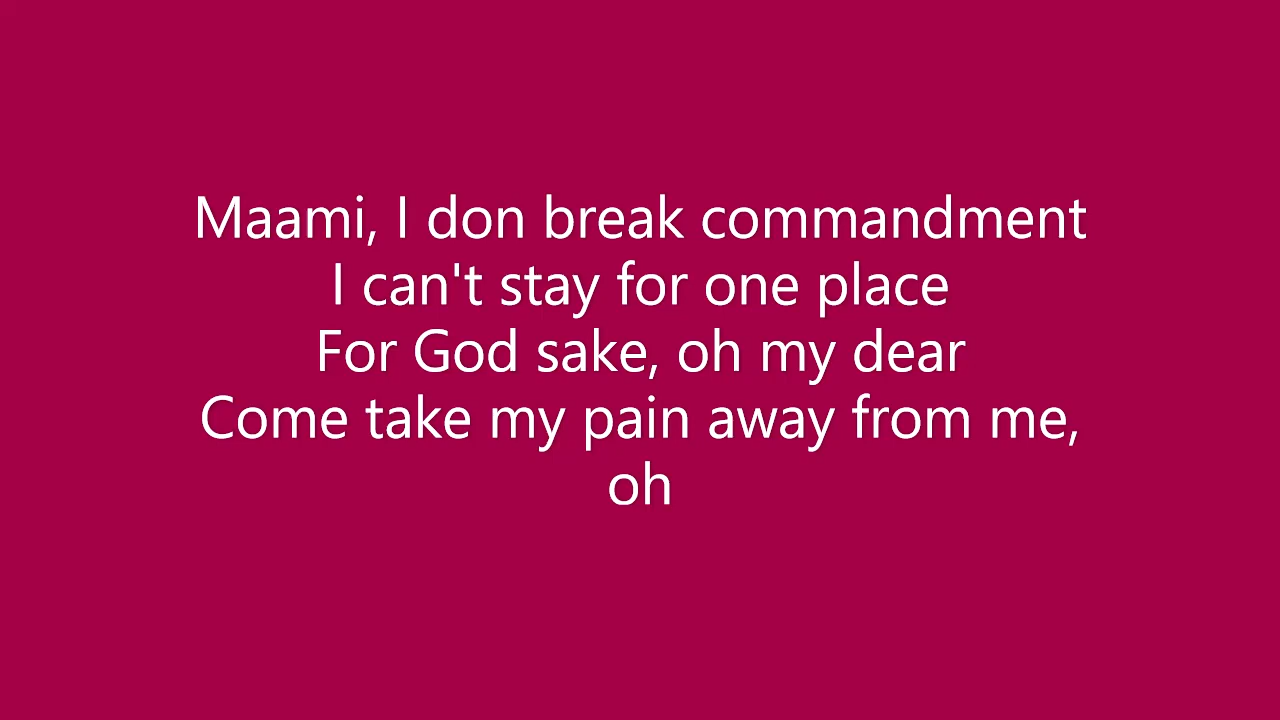 Maami, I don break commandment
I can't stay for one place
For God sake, oh my dear
Come take my pain away from me,
oh